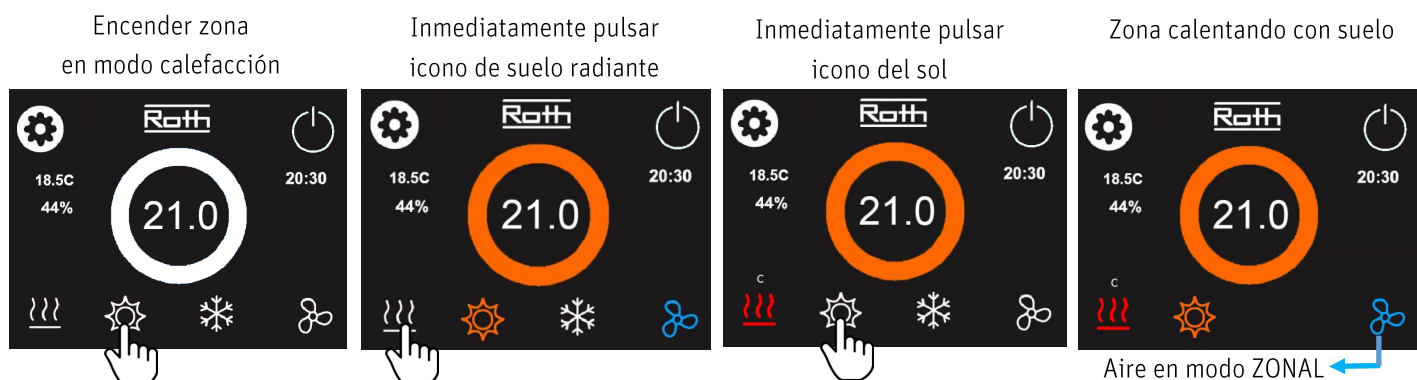 Encender zona
en modo calefacción
Roth
18.5C
20:30
44%
21.0
Inmediatamente pulsar
icono de suelo radiante
Roth
18.5C
20:30
44%
21.0
Inmediatamente pulsar
icono del sol
Roth
18.5C
20:30
44%
21.0
C
Zona calentando con suelo
Roth
18.5C
20:30
44%
21.0
C
Aire en modo ZONAL